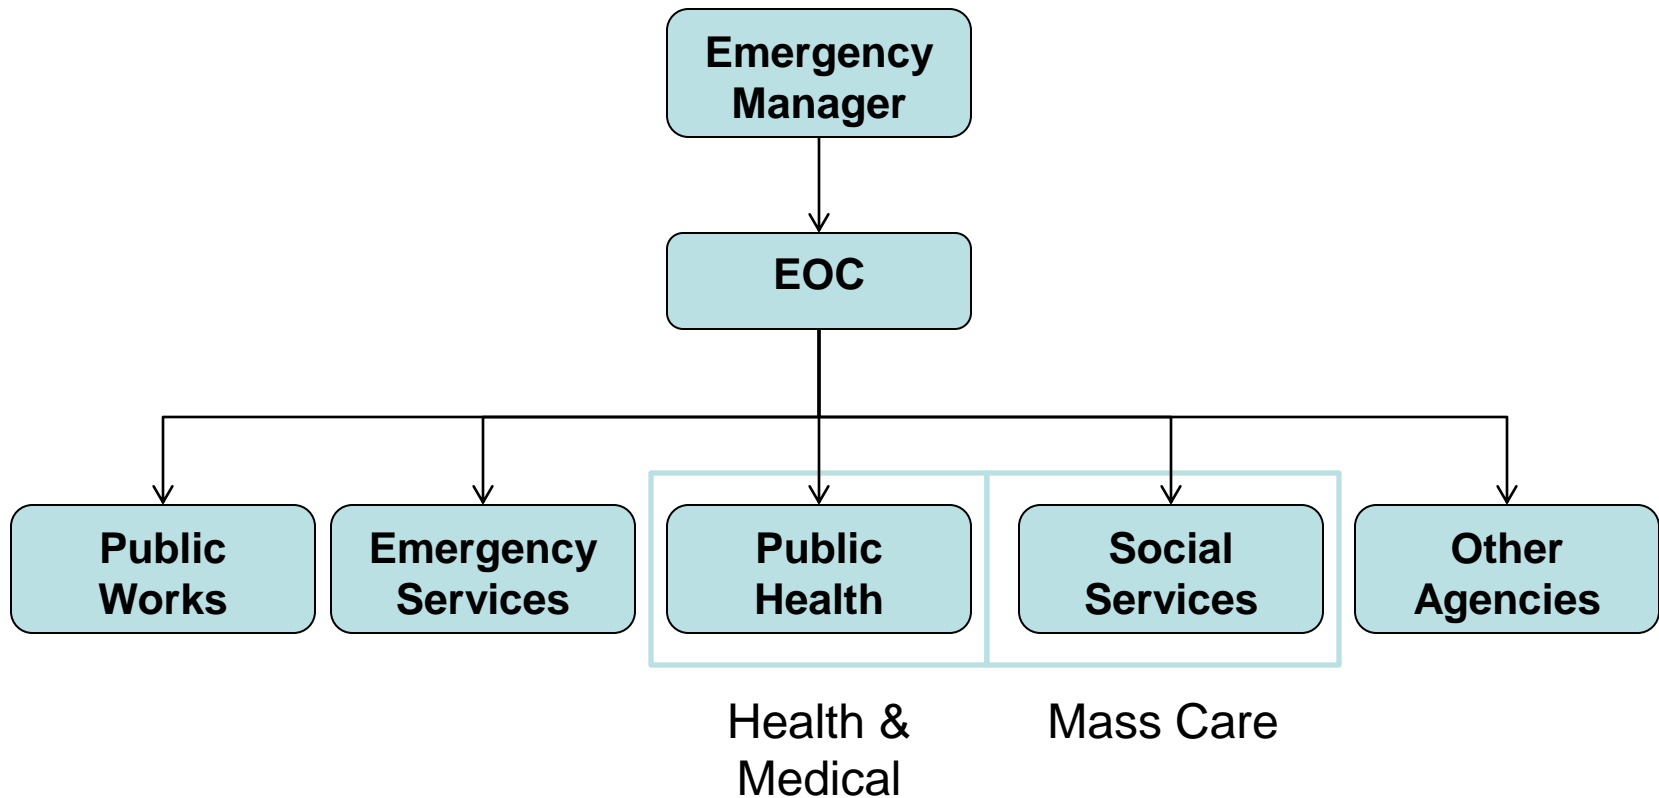 Emergency
Manager
EOC
Public
Works
Emergency
Services
Public
Health
Social
Services
Other
Agencies
Health &
Medical
Mass Care